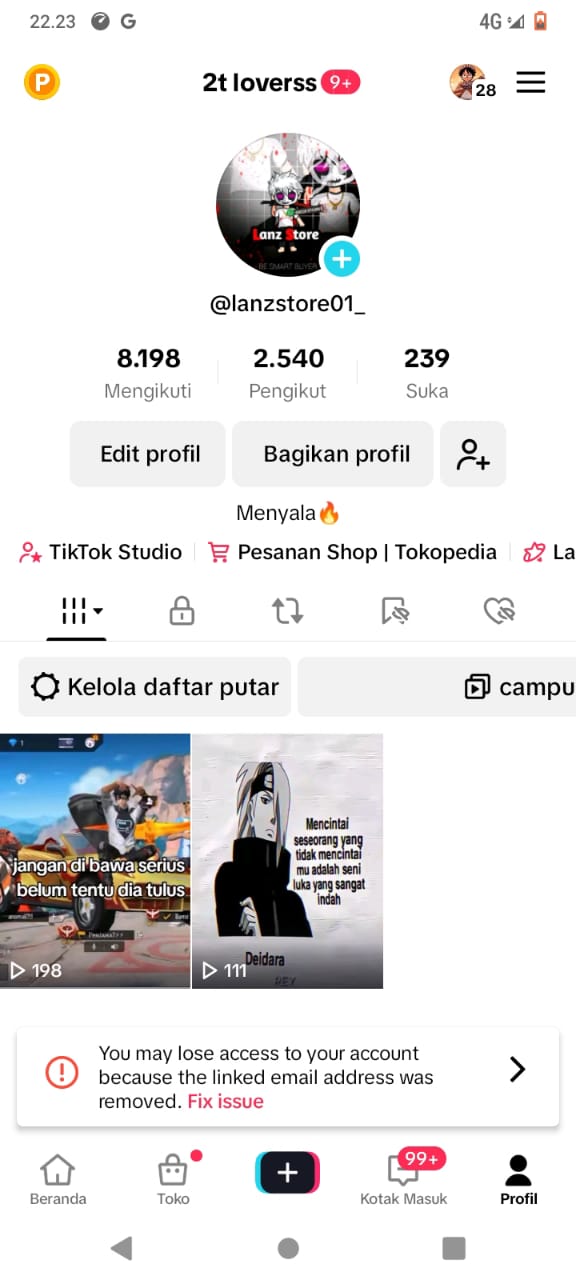 22.23
G
4G
P
2t loverss 9+
28
Lanz Store
BE SMART BUYER
@lanzstore01_
8.198
2.540
239
Mengikuti
Pengikut
Suka
Edit profil
Bagikan profil
Menyala🔥
TikTok Studio
Pesanan Shop | Tokopedia
La
Kelola daftar putar
campu
1
jangan di bawa serius
belum tentu dia tulus
198
Mencintai
seseorang yang
tidak mencintai
mu adalah seni
luka yang sangat
indah
Deidara
REY
111
You may lose access to your account
because the linked email address was
removed. Fix issue
99+
Beranda
Toko
Kotak Masuk
Profil